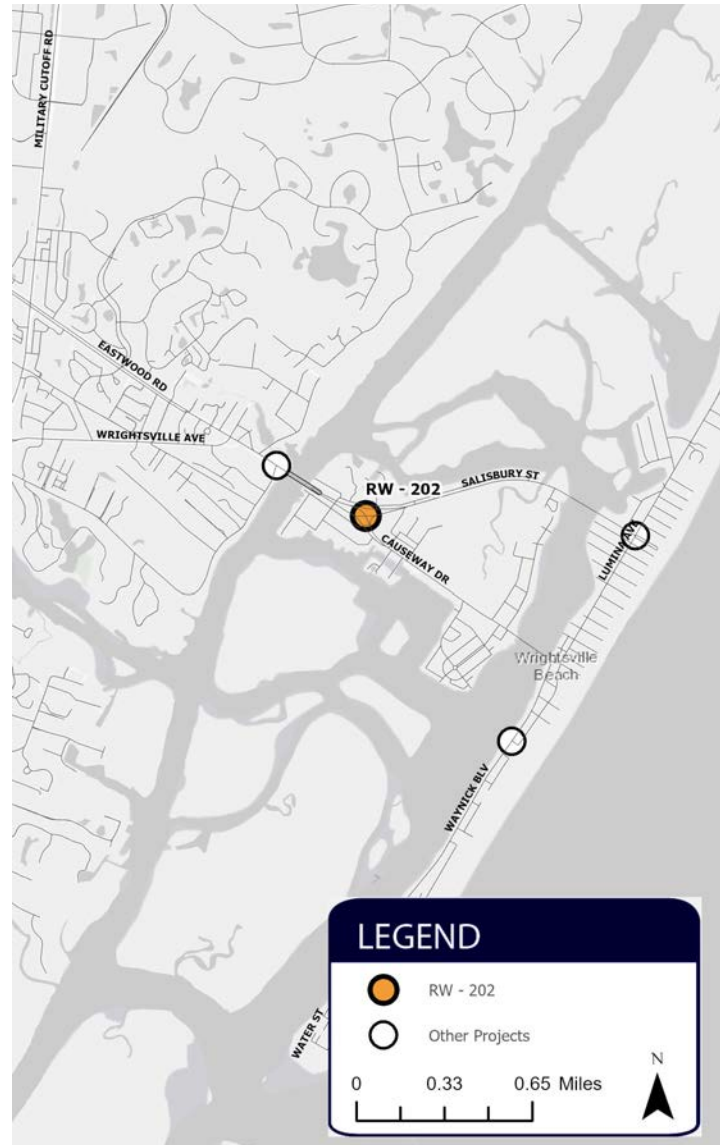 MILITARY CUTOFF RD
EASTWOOD RD
WRIGHTSVILLE AVE
RW - 202
SALISBURY ST
CAUSEWAY DR
LUMINA AVE
Wrightsville
Beach
WAYNICK BLV
WATER ST
LEGEND
RW - 202
Other Projects
N
0 0.33 0.65 Miles